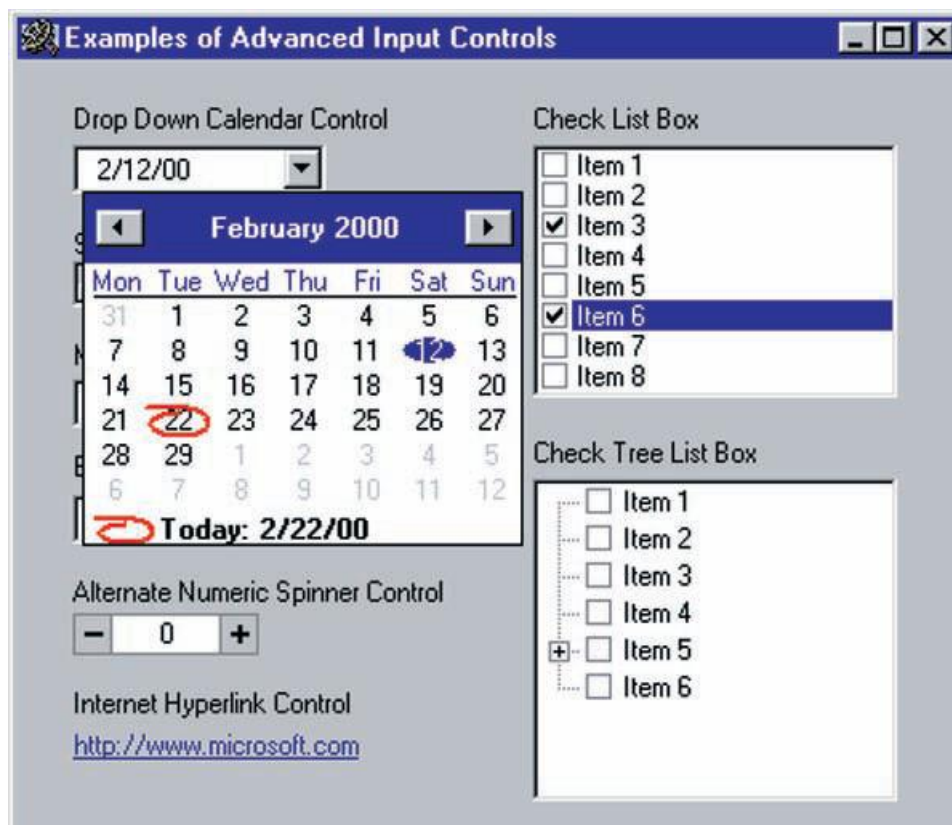 Examples of Advanced Input Controls
Drop Down Calendar Control
2/12/00
February 2000
Mon Tue Wed Thu Fri Sat Sun
31 1 2 3 4 5 6
7 8 9 10 11 12 13
14 15 16 17 18 19 20
21 22 23 24 25 26 27
28 29 1 2 3 4 5
6 7 8 9 10 11 12
Today: 2/22/00
Alternate Numeric Spinner Control
0
Internet Hyperlink Control
http://www.microsoft.com
Check List Box
Item 1
Item 2
Item 3
Item 4
Item 5
Item 6
Item 7
Item 8
Check Tree List Box
Item 1
Item 2
Item 3
Item 4
Item 5
Item 6